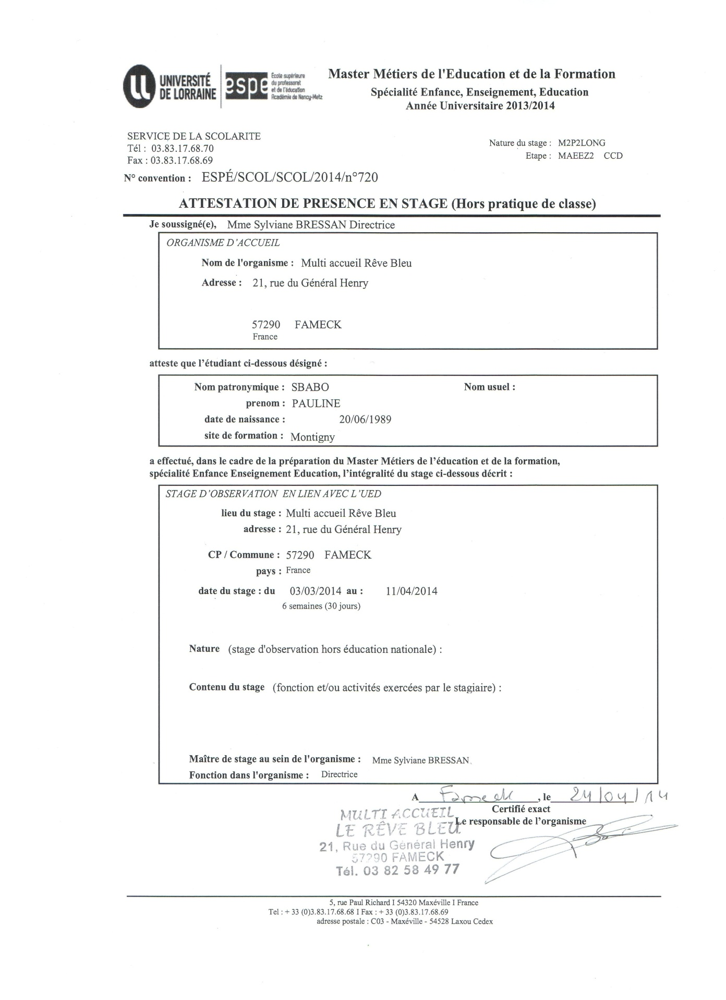 UNIVERSITÉ
DE LORRAINE
espe
École supérieure
du professorat
et de l'éducation
Académie de Nancy-Metz
Master Métiers de l'Education et de la Formation
Spécialité Enfance, Enseignement, Education
Année Universitaire 2013/2014
SERVICE DE LA SCOLARITE
Tél : 03.83.17.68.70
Fax : 03.83.17.68.69
Nature du stage : M2P2LONG
Etape : MAEEZ2 CCD
N° convention : ESPÉ/SCOL/SCOL/2014/n°720
ATTESTATION DE PRESENCE EN STAGE (Hors pratique de classe)
Je soussigné(e), Mme Sylviane BRESSAN Directrice
ORGANISME D'ACCUEIL
Nom de l'organisme : Multi accueil Rêve Bleu
Adresse : 21, rue du Général Henry
57290 FAMECK
France
atteste que l'étudiant ci-dessous désigné :
Nom patronymique : SBABO Nom usuel :
prenom : PAULINE
date de naissance : 20/06/1989
site de formation : Montigny
a effectué, dans le cadre de la préparation du Master Métiers de l'éducation et de la formation,
spécialité Enfance Enseignement Education, l'intégralité du stage ci-dessous décrit :
STAGE D'OBSERVATION EN LIEN AVEC L'UED
lieu du stage : Multi accueil Rêve Bleu
adresse : 21, rue du Général Henry
CP / Commune : 57290 FAMECK
pays : France
date du stage : du 03/03/2014 au : 11/04/2014
6 semaines (30 jours)
Nature (stage d'observation hors éducation nationale) :
Contenu du stage (fonction et/ou activités exercées par le stagiaire) :
Maître de stage au sein de l'organisme : Mme Sylviane BRESSAN
Fonction dans l'organisme : Directrice
A Fameck , le 24/04/14
Certifié exact
Le responsable de l'organisme
MULTI ACCUEIL
LE RÊVE BLEU
21, Rue du Général Henry
57290 FAMECK
Tél. 03 82 58 49 77
5, rue Paul Richard I 54320 Maxéville I France
Tel : + 33 (0)3.83.17.68.68 I Fax : + 33 (0)3.83.17.68.69
adresse postale : C03 - Maxéville - 54528 Laxou Cedex